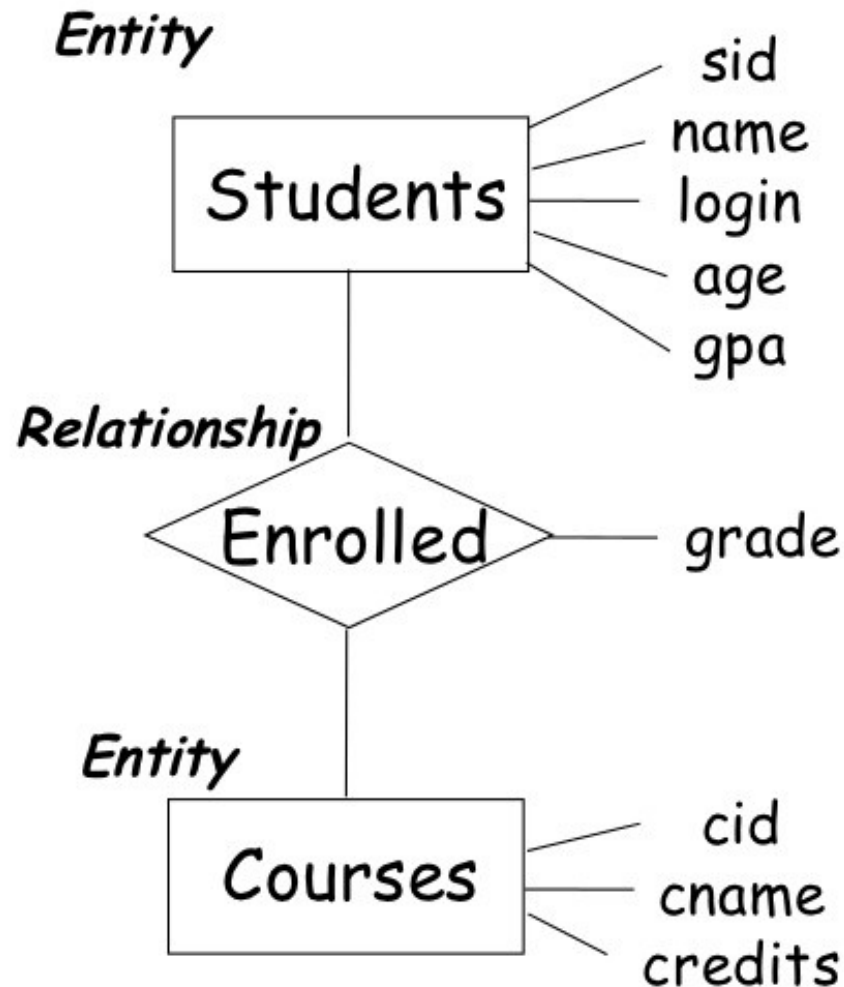 Entity
Students
sid
name
login
age
gpa
Relationship
Enrolled
grade
Entity
Courses
cid
cname
credits